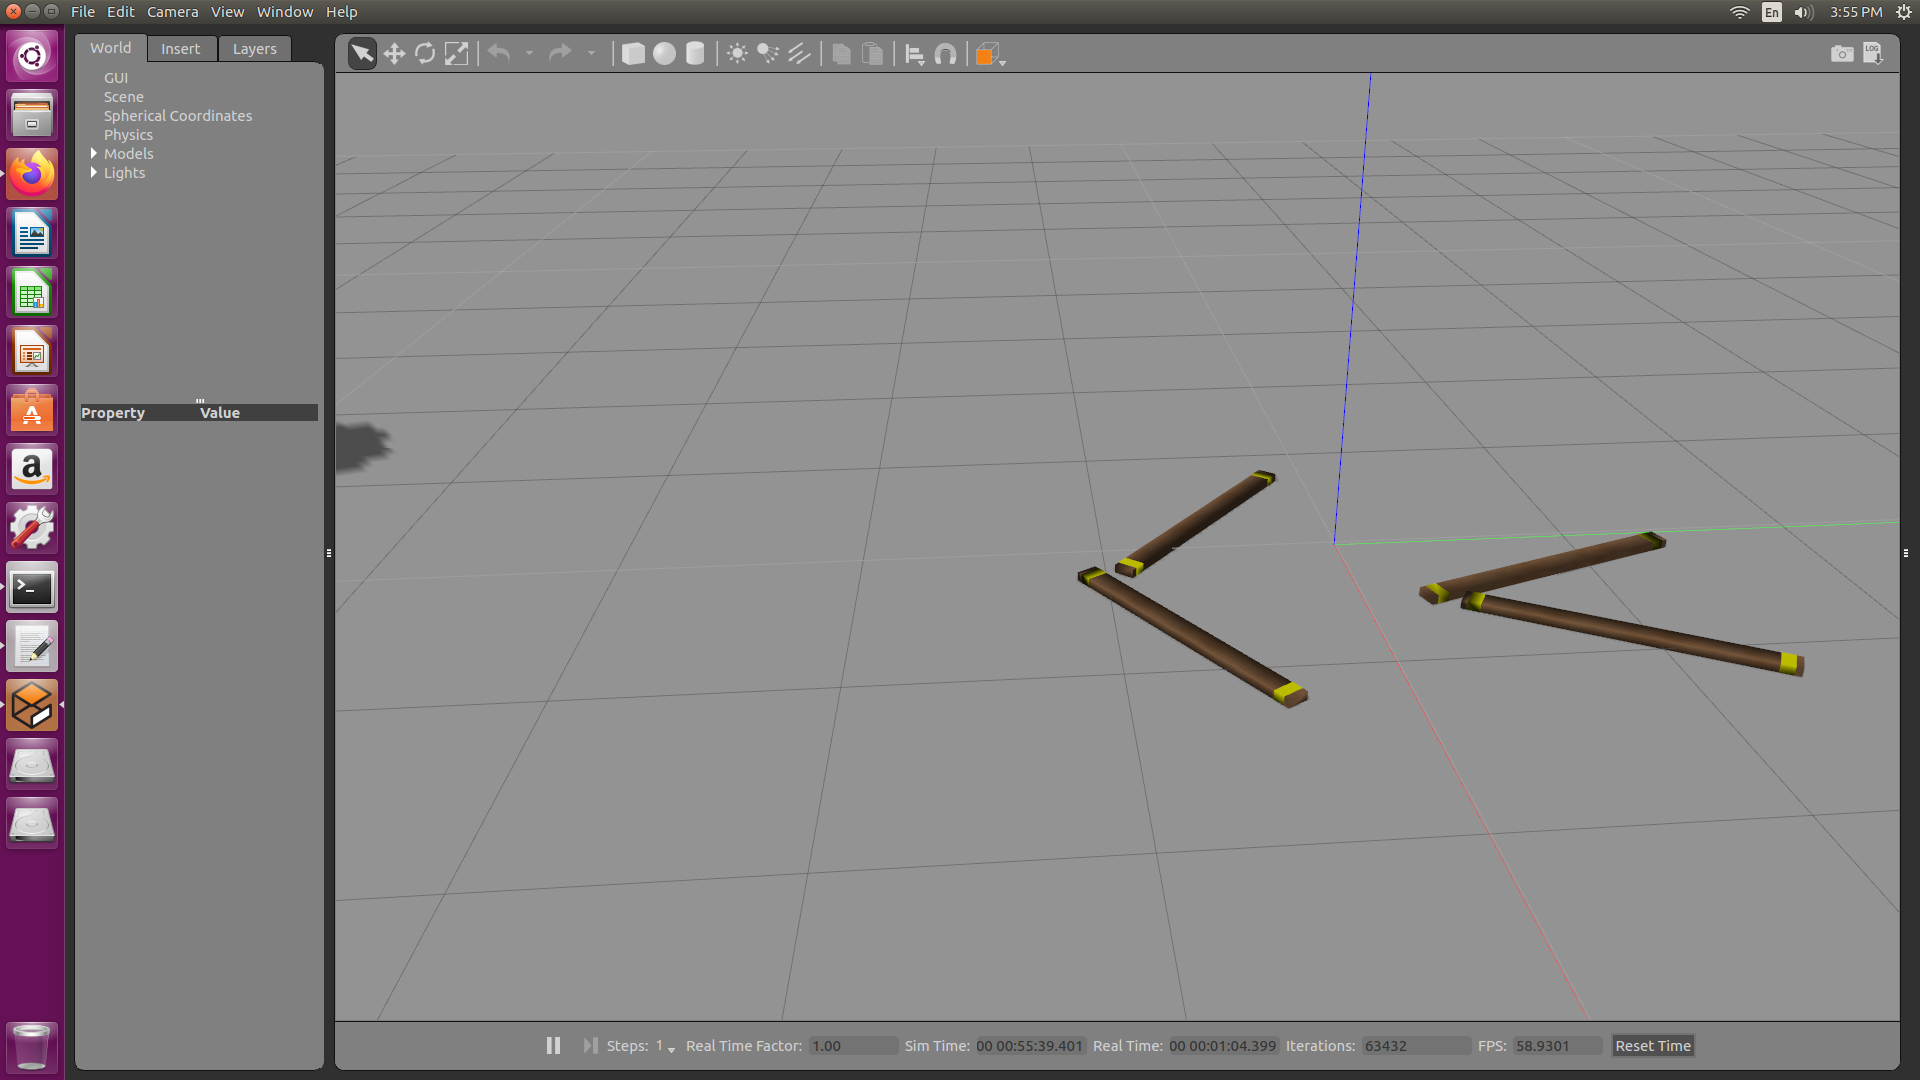 File Edit Camera View Window Help
En 3:55 PM
World Insert Layers
LOG
GUI
Scene
Spherical Coordinates
Physics
Models
Lights
Property Value
Steps: 1 Real Time Factor: 1.00 Sim Time: 00 00:55:39.401 Real Time: 00 00:01:04.399 Iterations: 63432 FPS: 58.9301 Reset Time